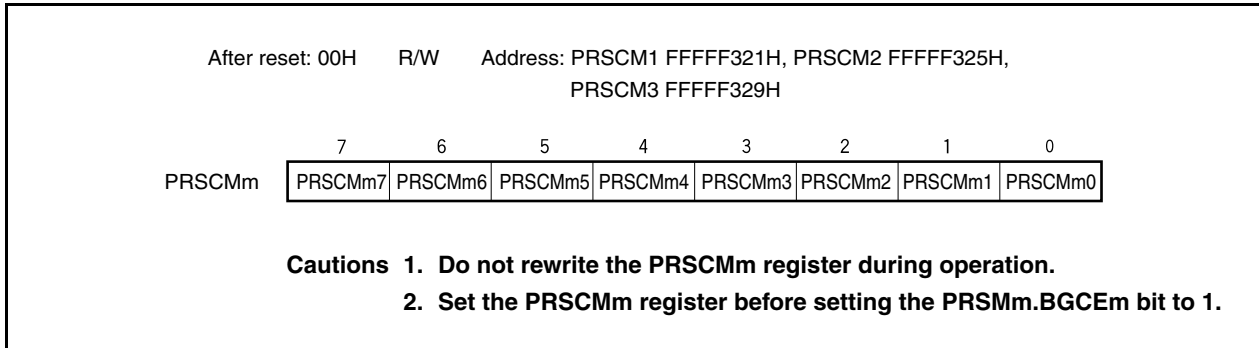 After reset: 00H R/W Address: PRSCM1 FFFFF321H, PRSCM2 FFFFF325H,
PRSCM3 FFFFF329H
7 6 5 4 3 2 1 0
PRSCMm PRSCMm7 PRSCMm6 PRSCMm5 PRSCMm4 PRSCMm3 PRSCMm2 PRSCMm1 PRSCMm0
Cautions 1. Do not rewrite the PRSCMm register during operation.
2. Set the PRSCMm register before setting the PRSMm.BGCEm bit to 1.